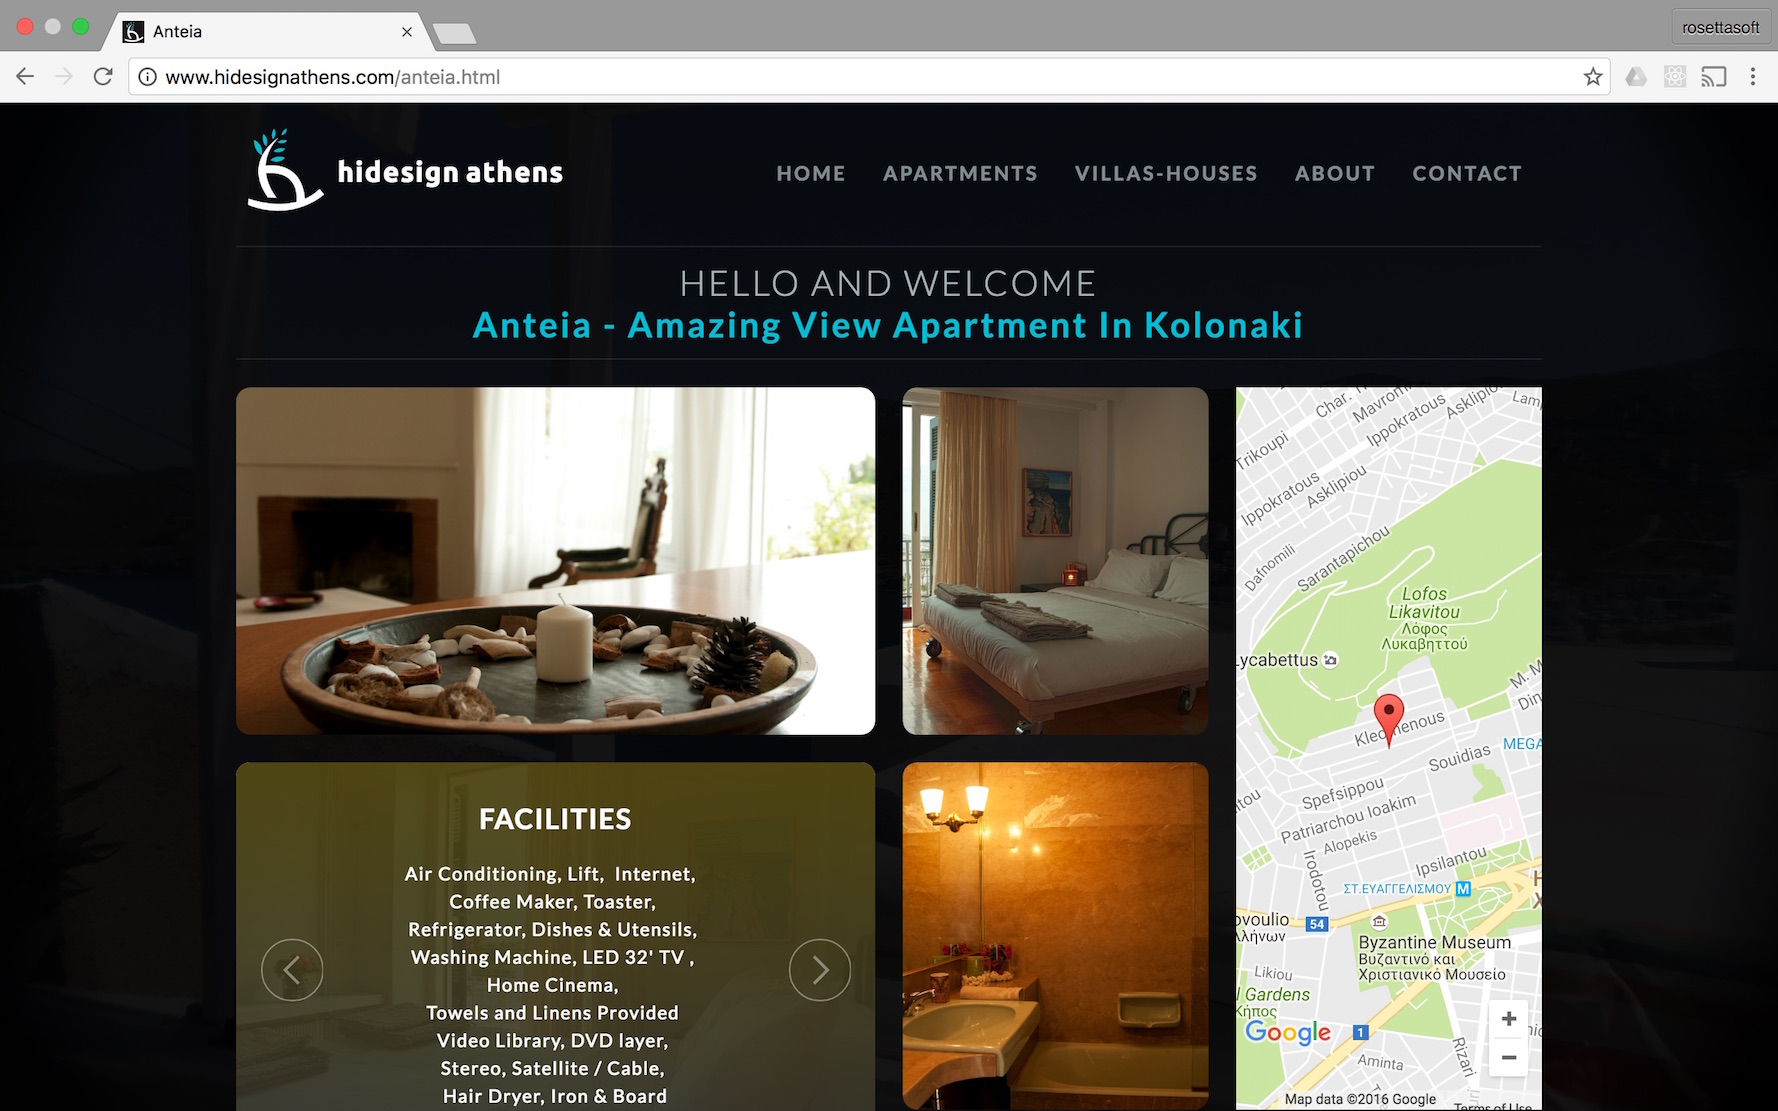 Anteia
rosettasoft
www.hidesignathens.com/anteia.html
hidesign athens
HOME APARTMENTS VILLAS-HOUSES ABOUT CONTACT
HELLO AND WELCOME
Anteia - Amazing View Apartment In Kolonaki
FACILITIES
Air Conditioning, Lift,  Internet,
Coffee Maker, Toaster,
Refrigerator, Dishes & Utensils,
Washing Machine, LED 32' TV ,
Home Cinema,
Towels and Linens Provided
Video Library, DVD layer,
Stereo, Satellite / Cable,
Hair Dryer, Iron & Board
Char. T
Mavrom
Lam
Trikoupi
Ippokratous
Asklipiou
Ippokratous
Asklipiou
Dafnomili
Sarantapichou
Lofos
Likavitou
Λόφος
Λυκαβηττού
Lycabettus
M. M
Din
Kleomenous
Souidias
MEGA
Spefsippou
Patriarchou Ioakim
Alopekis
Irodotou
Ipsilantou
ΣΤ.ΕΥΑΓΓΕΛΙΣΜΟΥ M
54
Byzantine Museum
Βυζαντινό και
Χριστιανικό Μουσείο
Likiou
l Gardens
Κήπος
Google
1
Aminta
Rizari
+
−
Map data ©2016 Google
Terms of Use